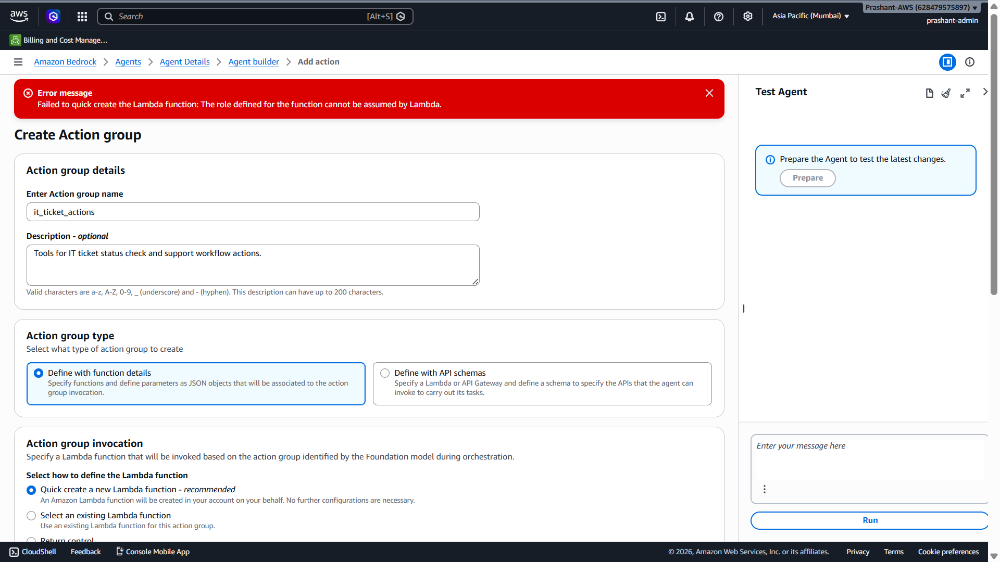 aws
Search
[Alt+S]
Asia Pacific (Mumbai)
Prashant-AWS (628479575897)
prashant-admin
Billing and Cost Manage...
Amazon Bedrock
Agents
Agent Details
Agent builder
Add action
Error message
Failed to quick create the Lambda function: The role defined for the function cannot be assumed by Lambda.
Create Action group
Action group details
Enter Action group name
it_ticket_actions
Description - optional
Tools for IT ticket status check and support workflow actions.
Valid characters are a-z, A-Z, 0-9, _ (underscore) and - (hyphen). This description can have up to 200 characters.
Action group type
Select what type of action group to create
Define with function details
Specify functions and define parameters as JSON objects that will be associated to the action
group invocation.
Define with API schemas
Specify a Lambda or API Gateway and define a schema to specify the APIs that the agent can
invoke to carry out its tasks.
Action group invocation
Specify a Lambda function that will be invoked based on the action group identified by the Foundation model during orchestration.
Select how to define the Lambda function
Quick create a new Lambda function - recommended
An Amazon Lambda function will be created in your account on your behalf. No further configurations are necessary.
Select an existing Lambda function
Use an existing Lambda function for this action group.
Return control
Test Agent
Prepare the Agent to test the latest changes.
Prepare
Enter your message here
Run
CloudShell
Feedback
Console Mobile App
© 2026, Amazon Web Services, Inc. or its affiliates.
Privacy
Terms
Cookie preferences